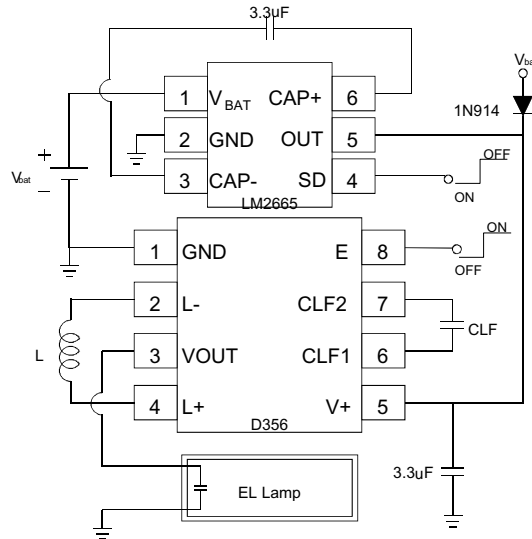 3.3uF
1 VBAT CAP+ 6
2 GND OUT 5
3 CAP- SD 4
LM2665
Vba
1N914
OFF
ON
+
Vbat
–
1 GND E 8
2 L- CLF2 7
3 VOUT CLF1 6
4 L+ V+ 5
D356
ON
OFF
CLF
L
3.3uF
EL Lamp